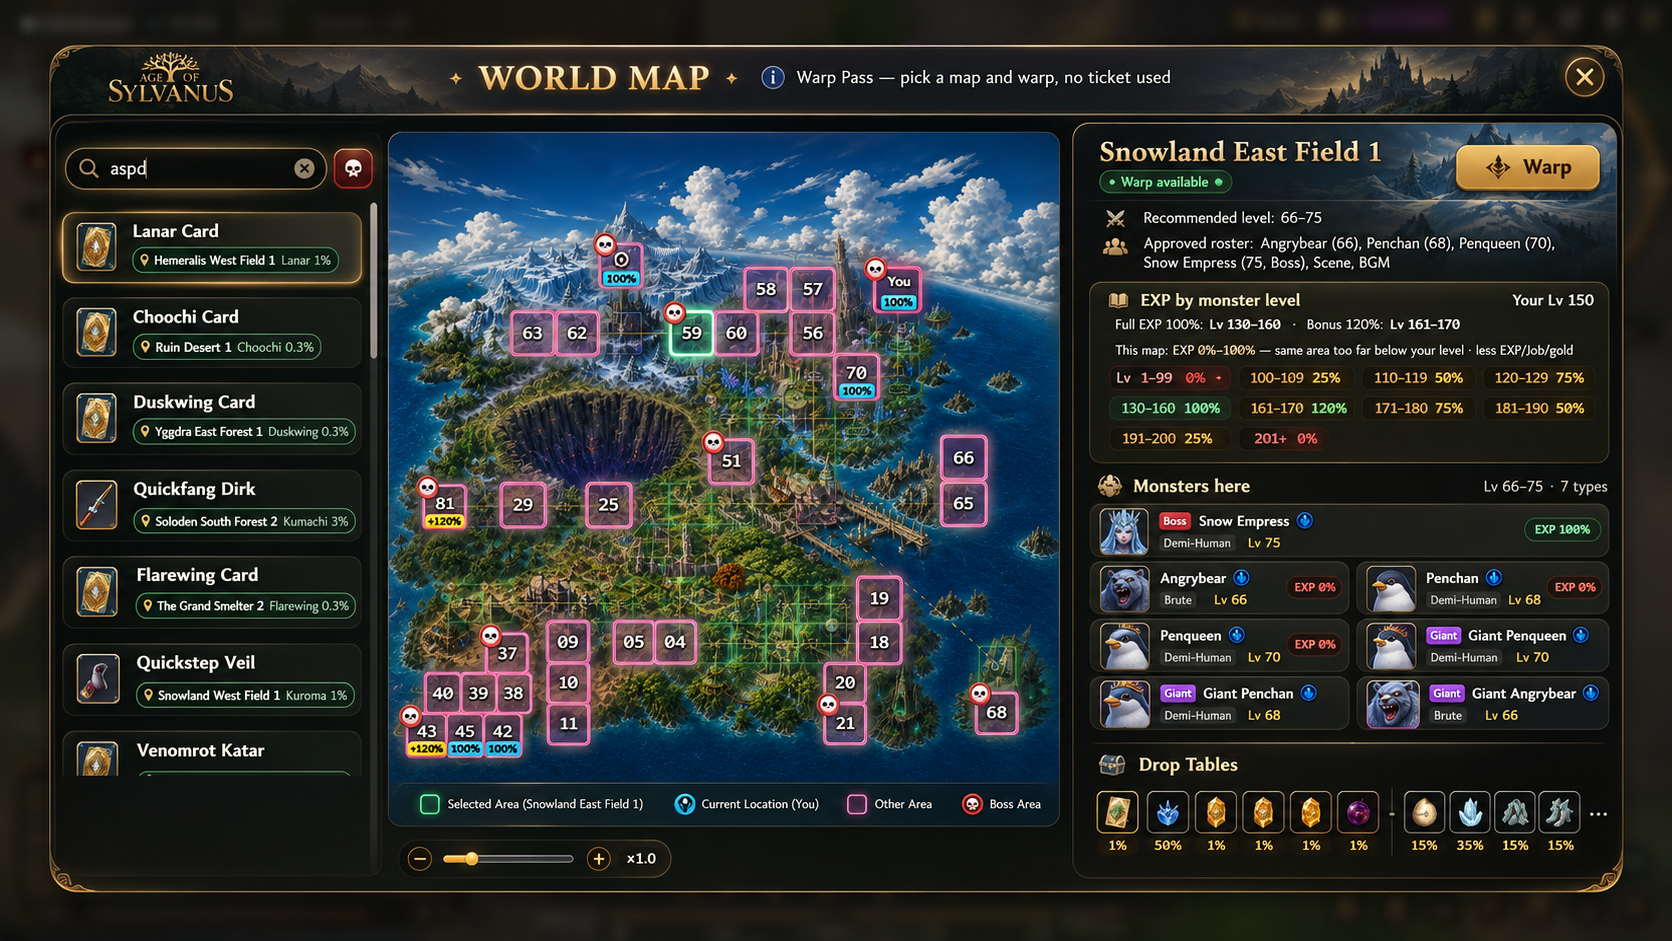 AGE OF
SYLVANUS
WORLD MAP
i Warp Pass — pick a map and warp, no ticket used
aspd
Lanar Card
Hemeralis West Field 1 Lanar 1%
Choochi Card
Ruin Desert 1 Choochi 0.3%
Duskwing Card
Yggdra East Forest 1 Duskwing 0.3%
Quickfang Dirk
Soloden South Forest 2 Kumachi 3%
Flarewing Card
The Grand Smelter 2 Flarewing 0.3%
Quickstep Veil
Snowland West Field 1 Kuroma 1%
Venomrot Katar
100%
58 57
You
100%
63 62 59 60 56
70
100%
51
66
81
+120%
29 25
65
19
37 09 05 04 18
40 39 38 10 20
43 45 42 11 21 68
+120% 100% 100%
Selected Area (Snowland East Field 1) Current Location (You) Other Area Boss Area
×1.0
Snowland East Field 1
Warp
• Warp available •
Recommended level: 66–75
Approved roster: Angrybear (66), Penchan (68), Penqueen (70),
Snow Empress (75, Boss), Scene, BGM
EXP by monster level Your Lv 150
Full EXP 100%: Lv 130–160 · Bonus 120%: Lv 161–170
This map: EXP 0%–100% — same area too far below your level · less EXP/Job/gold
Lv 1–99 0% 100–109 25% 110–119 50% 120–129 75%
130–160 100% 161–170 120% 171–180 75% 181–190 50%
191–200 25% 201+ 0%
Monsters here Lv 66–75 · 7 types
Boss Snow Empress
Demi-Human Lv 75
EXP 100%
Angrybear
Brute Lv 66
EXP 0%
Penchan
Demi-Human Lv 68
EXP 0%
Penqueen
Demi-Human Lv 70
EXP 0%
Giant Giant Penqueen
Demi-Human Lv 70
Giant Giant Penchan
Demi-Human Lv 68
Giant Giant Angrybear
Brute Lv 66
Drop Tables
1% 50% 1% 1% 1% 1% 15% 35% 15% 15%